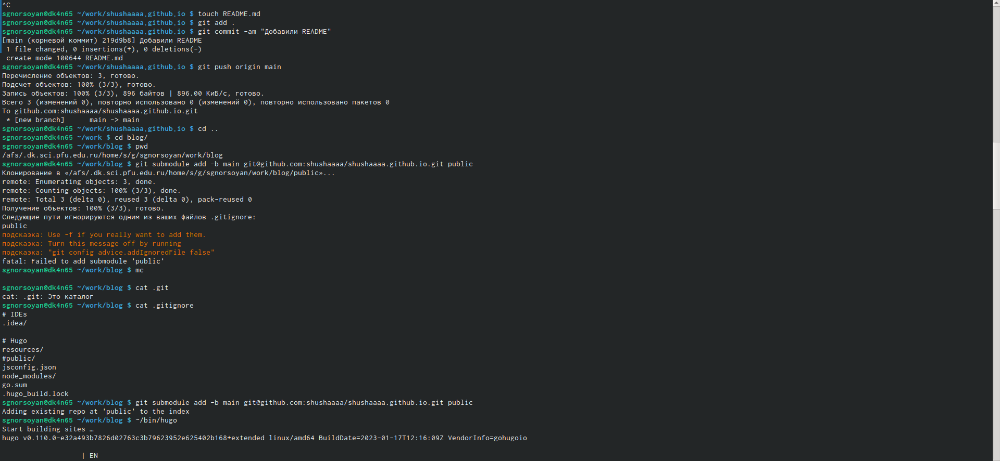 ^C
sgnorsoyan@dk4n65 ~/work/shushaaaa.github.io $ touch README.md
sgnorsoyan@dk4n65 ~/work/shushaaaa.github.io $ git add .
sgnorsoyan@dk4n65 ~/work/shushaaaa.github.io $ git commit -am "Добавили README"
[main (корневой коммит) 219d9b8] Добавили README
 1 file changed, 0 insertions(+), 0 deletions(-)
 create mode 100644 README.md
sgnorsoyan@dk4n65 ~/work/shushaaaa.github.io $ git push origin main
Перечисление объектов: 3, готово.
Подсчет объектов: 100% (3/3), готово.
Запись объектов: 100% (3/3), 896 байтов | 896.00 КиБ/с, готово.
Всего 3 (изменений 0), повторно использовано 0 (изменений 0), повторно использовано пакетов 0
To github.com:shushaaaa/shushaaaa.github.io.git
 * [new branch]      main -> main
sgnorsoyan@dk4n65 ~/work/shushaaaa.github.io $ cd ..
sgnorsoyan@dk4n65 ~/work $ cd blog/
sgnorsoyan@dk4n65 ~/work/blog $ pwd
/afs/.dk.sci.pfu.edu.ru/home/s/g/sgnorsoyan/work/blog
sgnorsoyan@dk4n65 ~/work/blog $ git submodule add -b main git@github.com:shushaaaa/shushaaaa.github.io.git public
Клонирование в «/afs/.dk.sci.pfu.edu.ru/home/s/g/sgnorsoyan/work/blog/public»...
remote: Enumerating objects: 3, done.
remote: Counting objects: 100% (3/3), done.
remote: Total 3 (delta 0), reused 3 (delta 0), pack-reused 0
Получение объектов: 100% (3/3), готово.
Следующие пути игнорируются одним из ваших файлов .gitignore:
public
подсказка: Use -f if you really want to add them.
подсказка: Turn this message off by running
подсказка: "git config advice.addIgnoredFile false"
fatal: Failed to add submodule 'public'
sgnorsoyan@dk4n65 ~/work/blog $ mc
sgnorsoyan@dk4n65 ~/work/blog $ cat .git
cat: .git: Это каталог
sgnorsoyan@dk4n65 ~/work/blog $ cat .gitignore
# IDEs
.idea/
# Hugo
resources/
#public/
jsconfig.json
node_modules/
go.sum
.hugo_build.lock
sgnorsoyan@dk4n65 ~/work/blog $ git submodule add -b main git@github.com:shushaaaa/shushaaaa.github.io.git public
Adding existing repo at 'public' to the index
sgnorsoyan@dk4n65 ~/work/blog $ ~/bin/hugo
Start building sites …
hugo v0.110.0-e32a493b7826d02763c3b79623952e625402b168+extended linux/amd64 BuildDate=2023-01-17T12:16:09Z VendorInfo=gohugoio
                   | EN